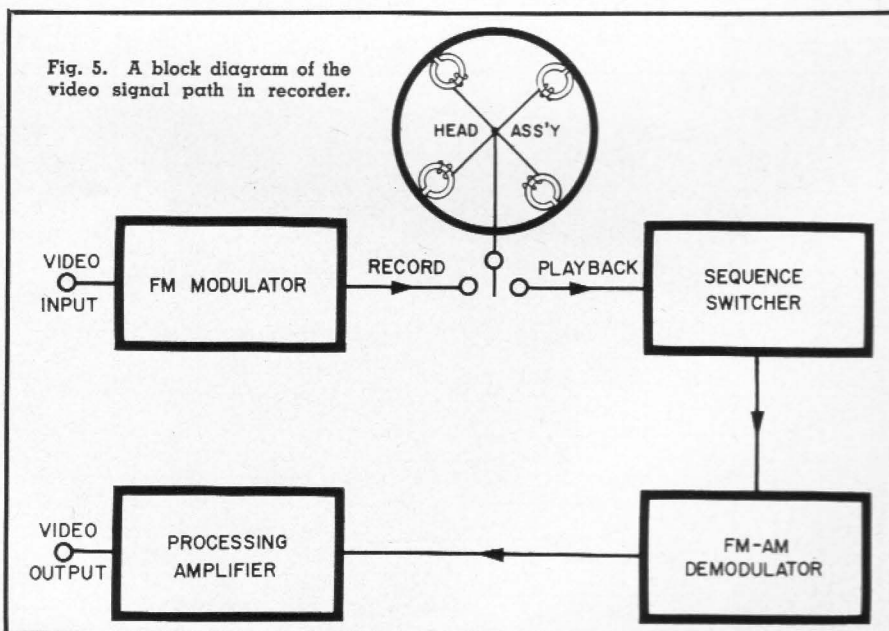 Fig. 5. A block diagram of the
video signal path in recorder.
HEAD ASS'Y
VIDEO
INPUT
FM MODULATOR
RECORD
PLAYBACK
SEQUENCE
SWITCHER
VIDEO
OUTPUT
PROCESSING
AMPLIFIER
FM-AM
DEMODULATOR